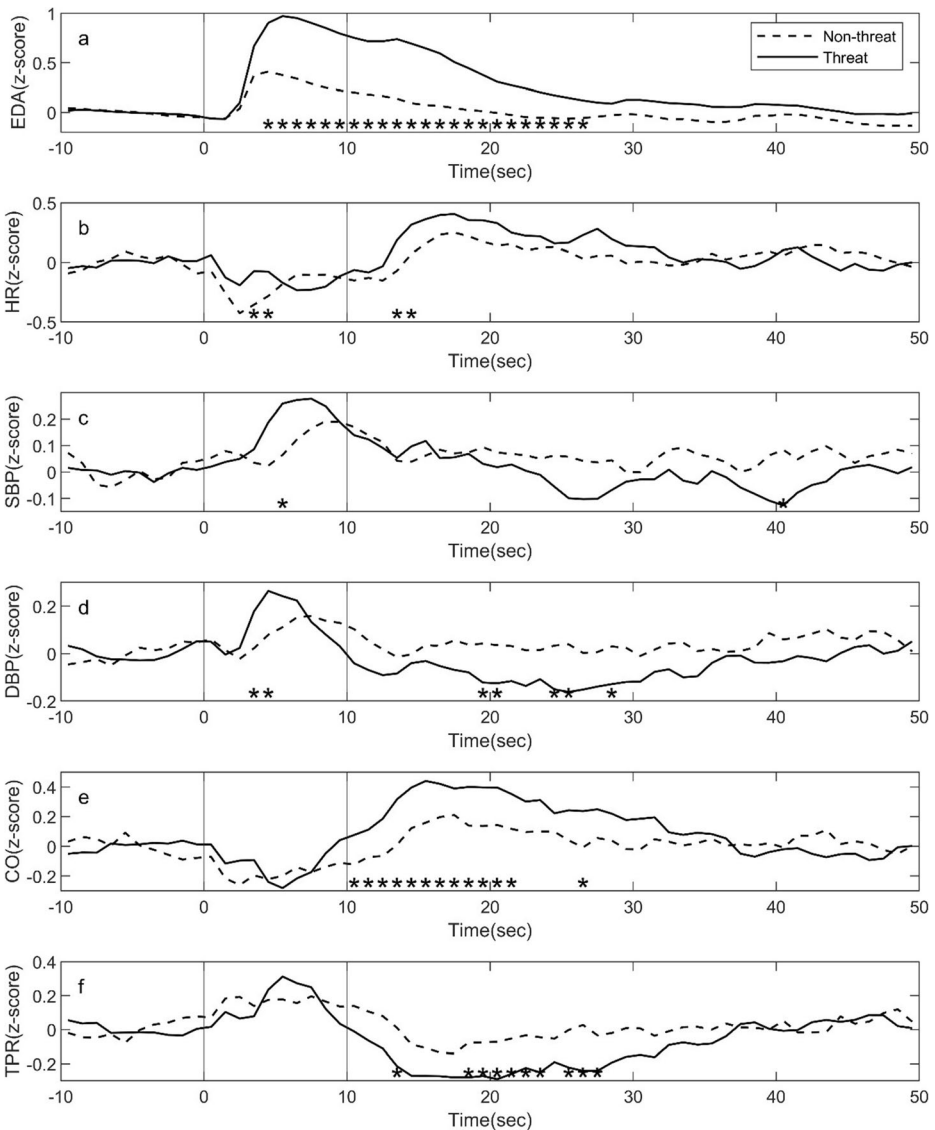 1
a
Non-threat
Threat
0.5
0
EDA(z-score)
-10 0 10 20 30 40 50
Time(sec)
0.5
b
0
-0.5
HR(z-score)
-10 0 10 20 30 40 50
Time(sec)
c
0.2
0.1
0
-0.1
SBP(z-score)
-10 0 10 20 30 40 50
Time(sec)
d
0.2
0
-0.2
DBP(z-score)
-10 0 10 20 30 40 50
Time(sec)
e
0.4
0.2
0
-0.2
CO(z-score)
-10 0 10 20 30 40 50
Time(sec)
0.4
f
0.2
0
-0.2
TPR(z-score)
-10 0 10 20 30 40 50
Time(sec)